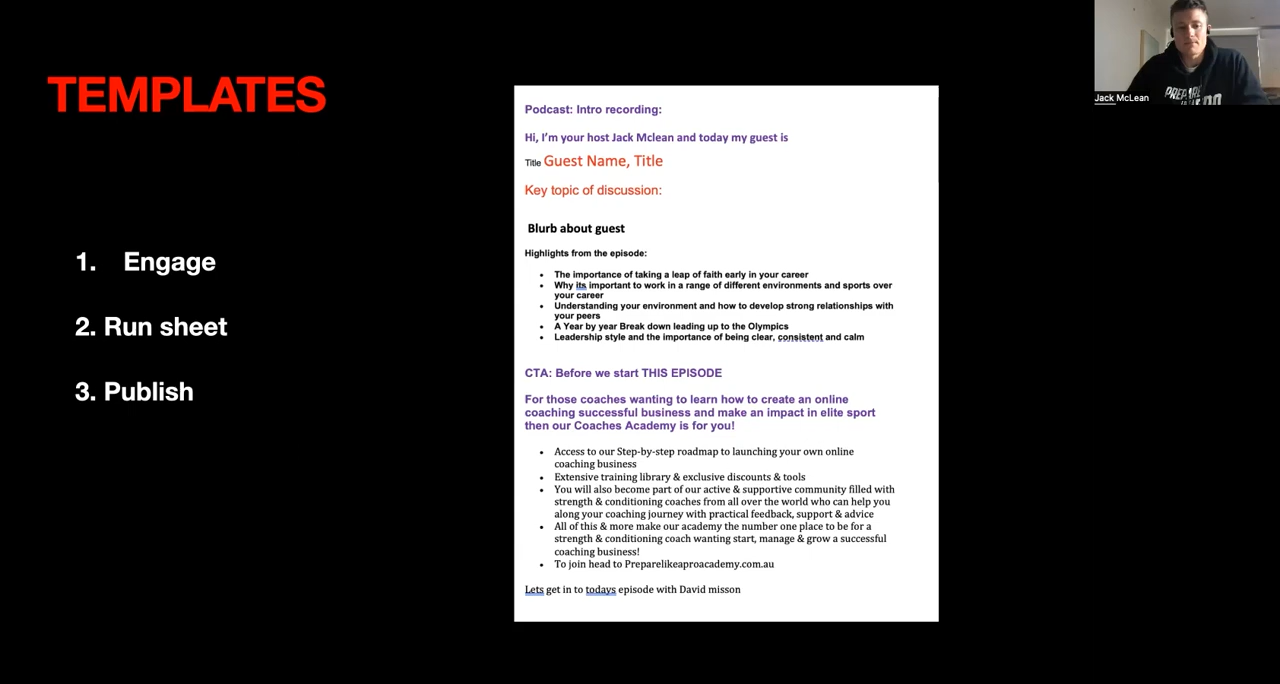 TEMPLATES
1. Engage
2. Run sheet
3. Publish
Podcast: Intro recording:
Hi, I'm your host Jack Mclean and today my guest is
Title Guest Name, Title
Key topic of discussion:
Blurb about guest
Highlights from the episode:
• The importance of taking a leap of faith early in your career
• Why its important to work in a range of different environments and sports over
your career
• Understanding your environment and how to develop strong relationships with
your peers
• A Year by year Break down leading up to the Olympics
• Leadership style and the importance of being clear, consistent and calm
CTA: Before we start THIS EPISODE
For those coaches wanting to learn how to create an online
coaching successful business and make an impact in elite sport
then our Coaches Academy is for you!
• Access to our Step-by-step roadmap to launching your own online
coaching business
• Extensive training library & exclusive discounts & tools
• You will also become part of our active & supportive community filled with
strength & conditioning coaches from all over the world who can help you
along your coaching journey with practical feedback, support & advice
• All of this & more make our academy the number one place to be for a
strength & conditioning coach wanting start, manage & grow a successful
coaching business!
• To join head to Preparelikeaproacademy.com.au
Lets get in to todays episode with David misson
Jack McLean